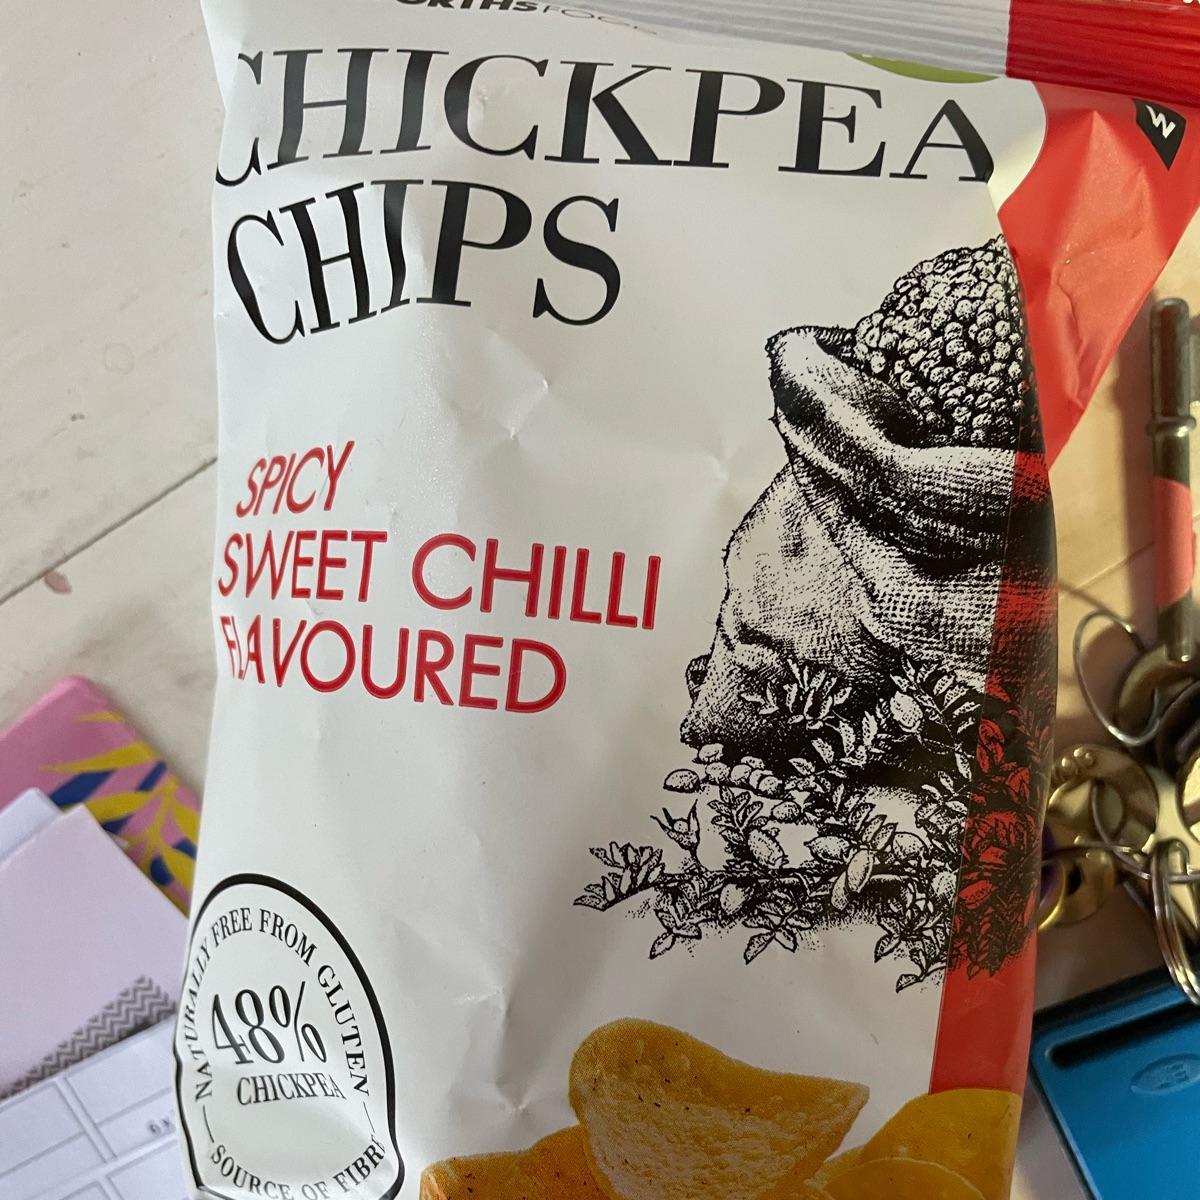 CHICKPEA
CHIPS
SPICY
SWEET CHILLI
FLAVOURED
NATURALLY FREE FROM GLUTEN
48%
CHICKPEA
SOURCE OF FIBRE
W